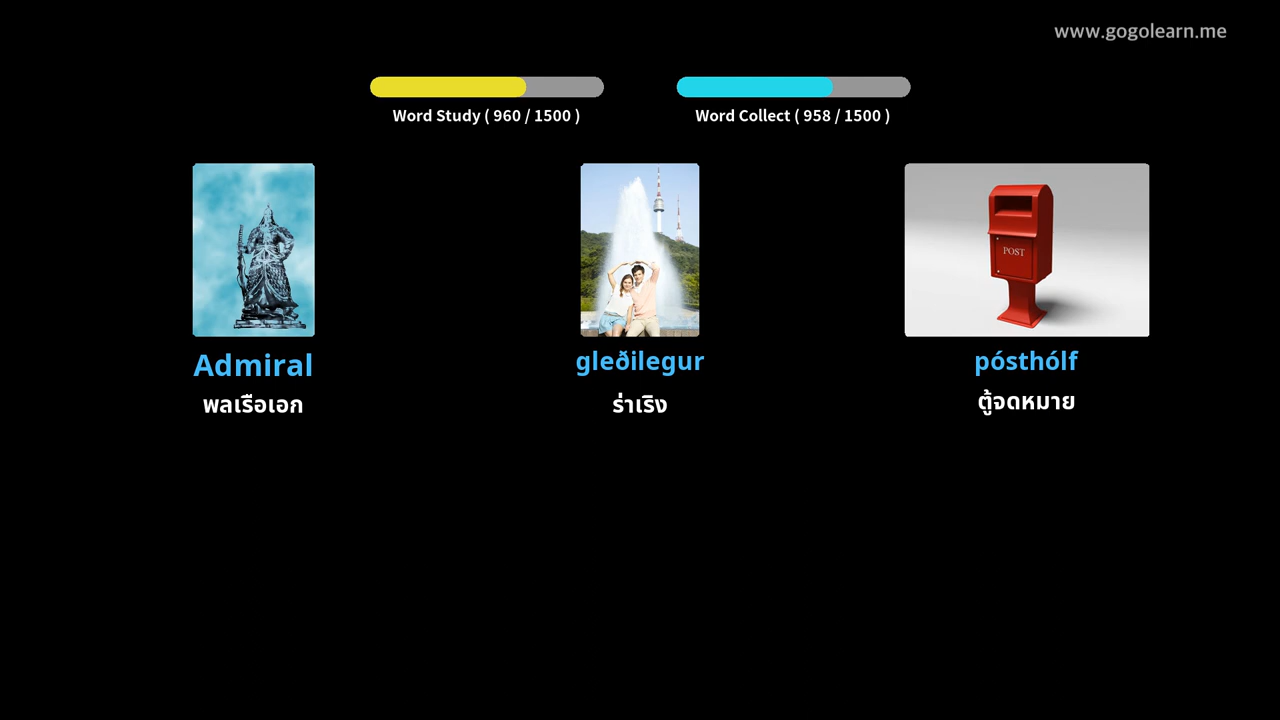 www.gogolearn.me
Word Study ( 960 / 1500 )
Word Collect ( 958 / 1500 )
POST
Admiral
gleðilegur
pósthólf
พลเรือเอก
ร่าเริง
ตู้จดหมาย